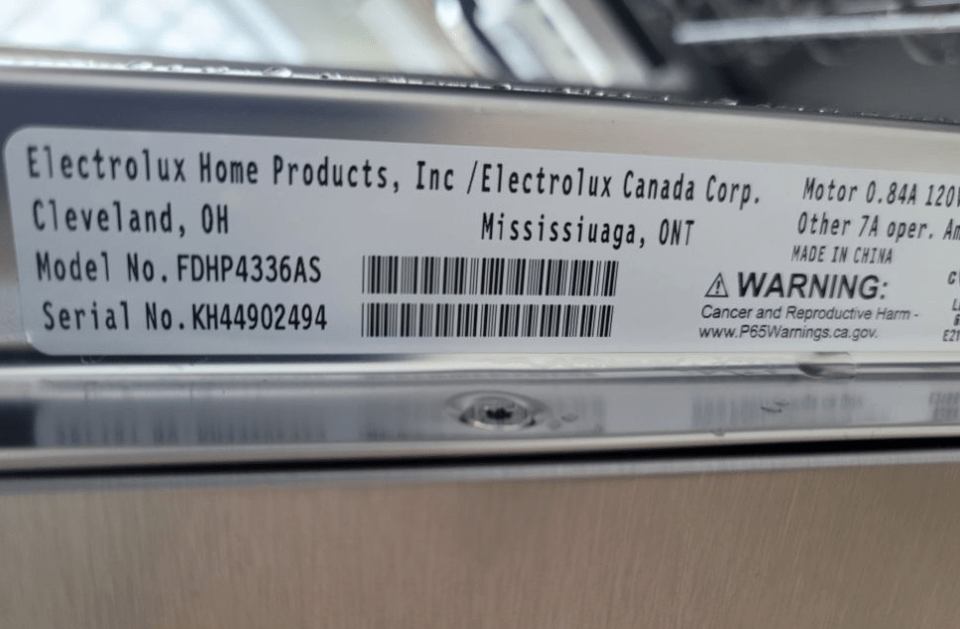 Electrolux Home Products, Inc /Electrolux Canada Corp.
Cleveland, OH
Mississiuaga, ONT
Model No. FDHP4336AS
Serial No. KH44902494
Motor 0.84A 120V
Other 7A oper.
MADE IN CHINA
WARNING:
Cancer and Reproductive Harm -
www.P65Warnings.ca.gov.